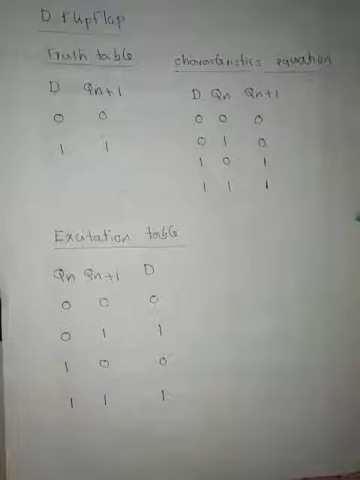 D flipflop
Truth table
D Qn+1
0 0
1 1
characteristics equation
D Qn Qn+1
0 0 0
0 1 0
1 0 1
1 1 1
Excitation table
Qn Qn+1 D
0 0 0
0 1 1
1 0 0
1 1 1